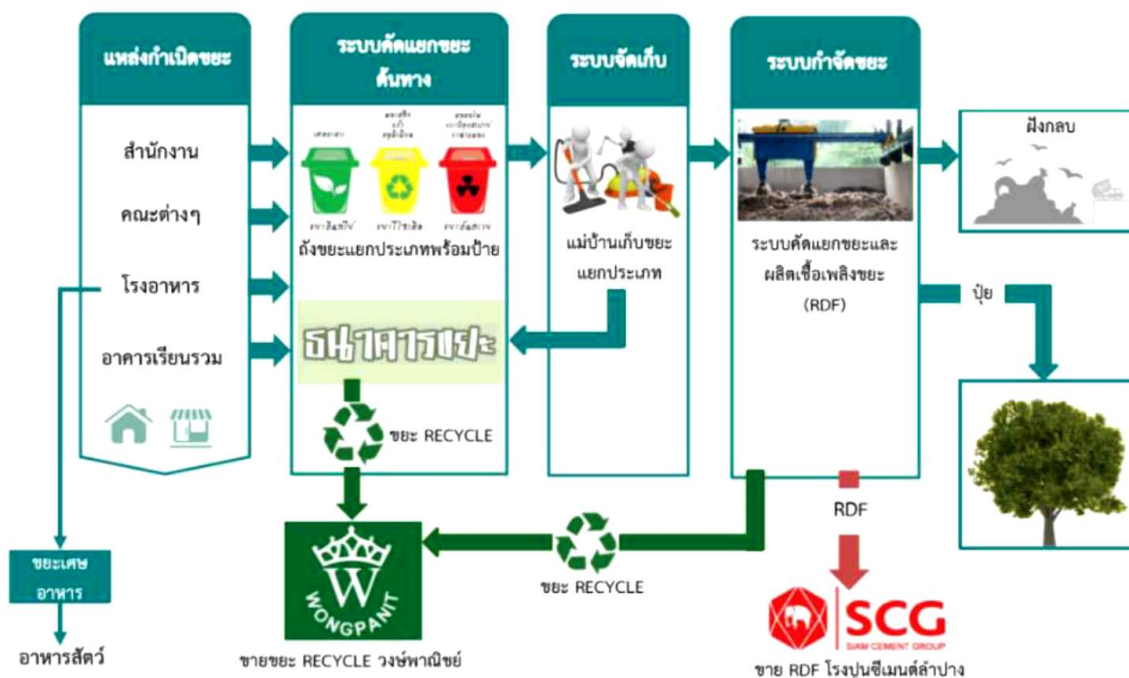 แหล่งกำเนิดขยะ
สำนักงาน
คณะต่างๆ
โรงอาหาร
อาคารเรียนรวม
ขยะเศษ
อาหาร
อาหารสัตว์
ระบบคัดแยกขยะ
ต้นทาง
ถังขยะแยกประเภทพร้อมป้าย
ธนาคารขยะ
ขยะ RECYCLE
W
WONGPANIT
ขายขยะ RECYCLE วงษ์พาณิชย์
ระบบจัดเก็บ
แม่บ้านเก็บขยะ
แยกประเภท
ขยะ RECYCLE
ระบบกำจัดขยะ
ระบบคัดแยกขยะและ
ผลิตเชื้อเพลิงขยะ
(RDF)
RDF
SCG
SIAM CEMENT GROUP
ขาย RDF โรงปูนซีเมนต์ลำปาง
ฝังกลบ
ปุ๋ย